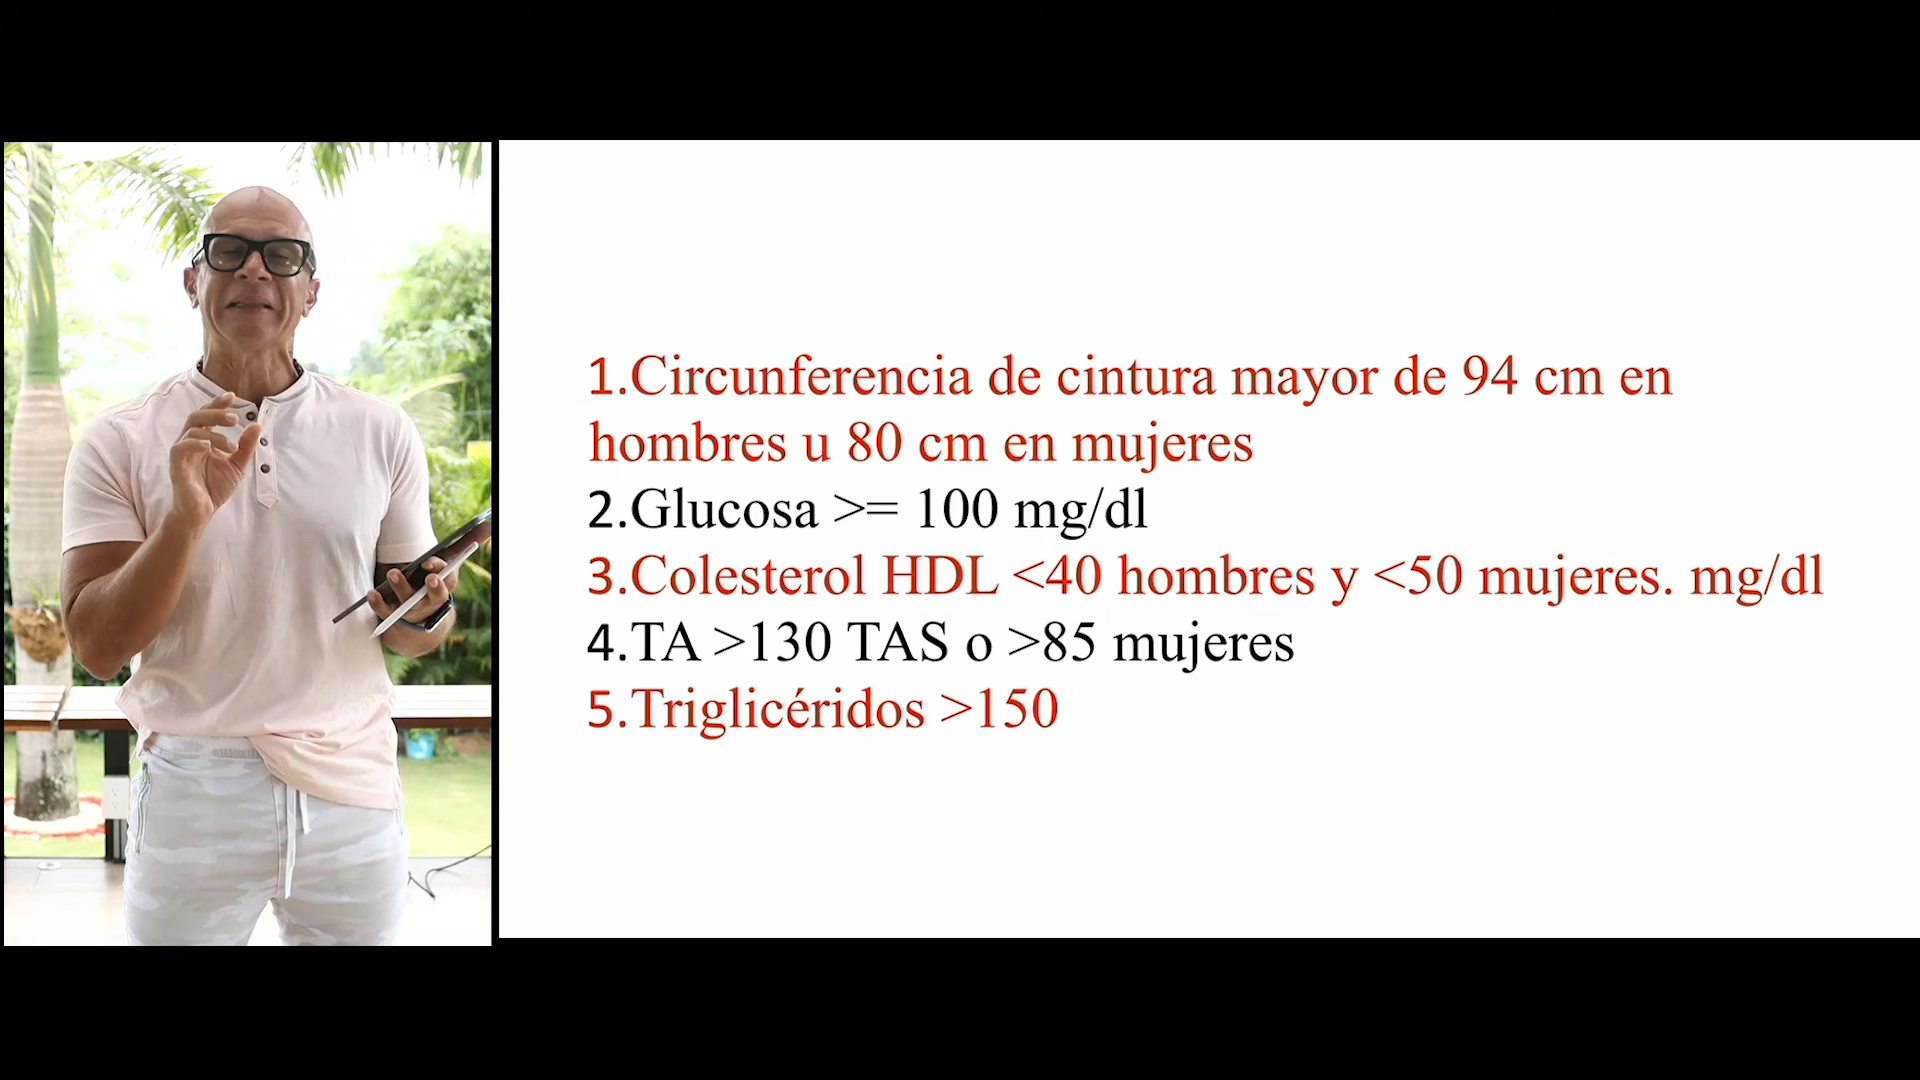 1.Circunferencia de cintura mayor de 94 cm en
hombres u 80 cm en mujeres
2.Glucosa >= 100 mg/dl
3.Colesterol HDL <40 hombres y <50 mujeres. mg/dl
4.TA >130 TAS o >85 mujeres
5.Triglicéridos >150